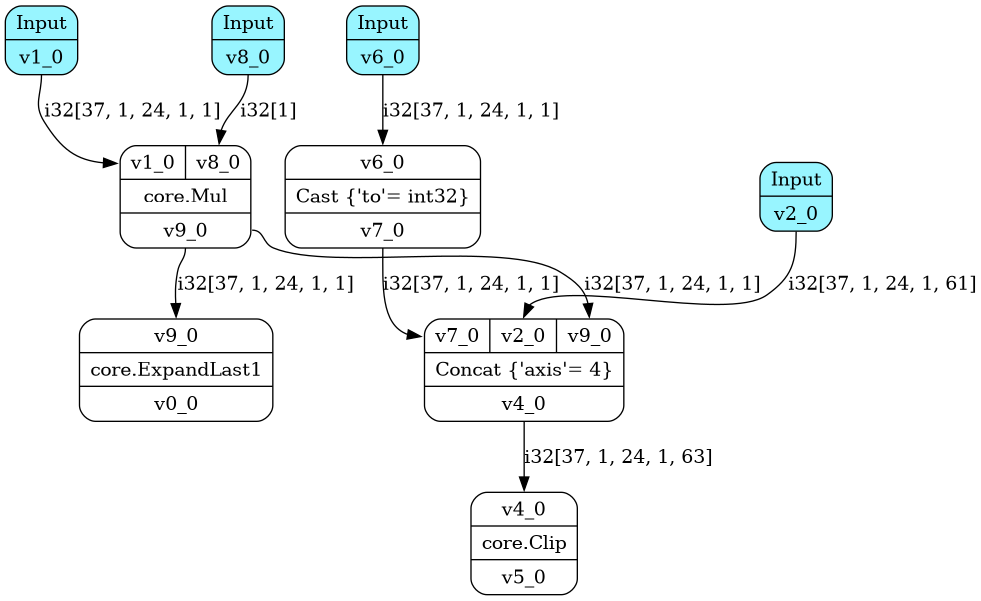 Input
v1_0
Input
v8_0
Input
v6_0
i32[37, 1, 24, 1, 1]
i32[1]
i32[37, 1, 24, 1, 1]
v1_0 v8_0
core.Mul
v9_0
v6_0
Cast {'to'= int32}
v7_0
Input
v2_0
i32[37, 1, 24, 1, 1]
i32[37, 1, 24, 1, 1]
i32[37, 1, 24, 1, 1]
i32[37, 1, 24, 1, 61]
v9_0
core.ExpandLast1
v0_0
v7_0 v2_0 v9_0
Concat {'axis'= 4}
v4_0
i32[37, 1, 24, 1, 63]
v4_0
core.Clip
v5_0